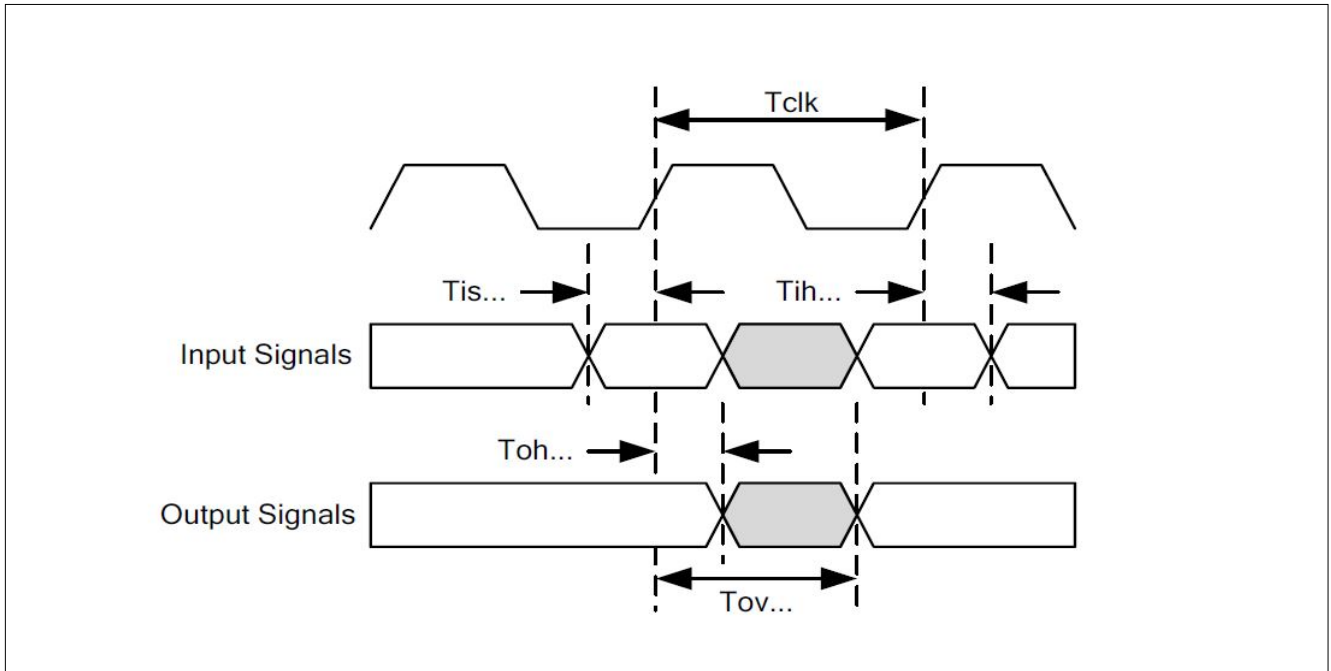 Tclk
Tis...
Tih...
Input Signals
Toh...
Output Signals
Tov...